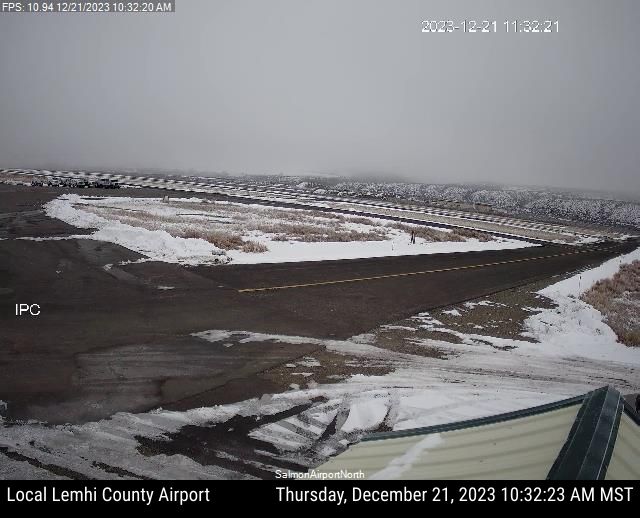 FPS: 10.94 12/21/2023 10:32:20 AM
2023-12-21 11:32:21
IPC
SalmonAirportNorth
Local Lemhi County Airport Thursday, December 21, 2023 10:32:23 AM MST